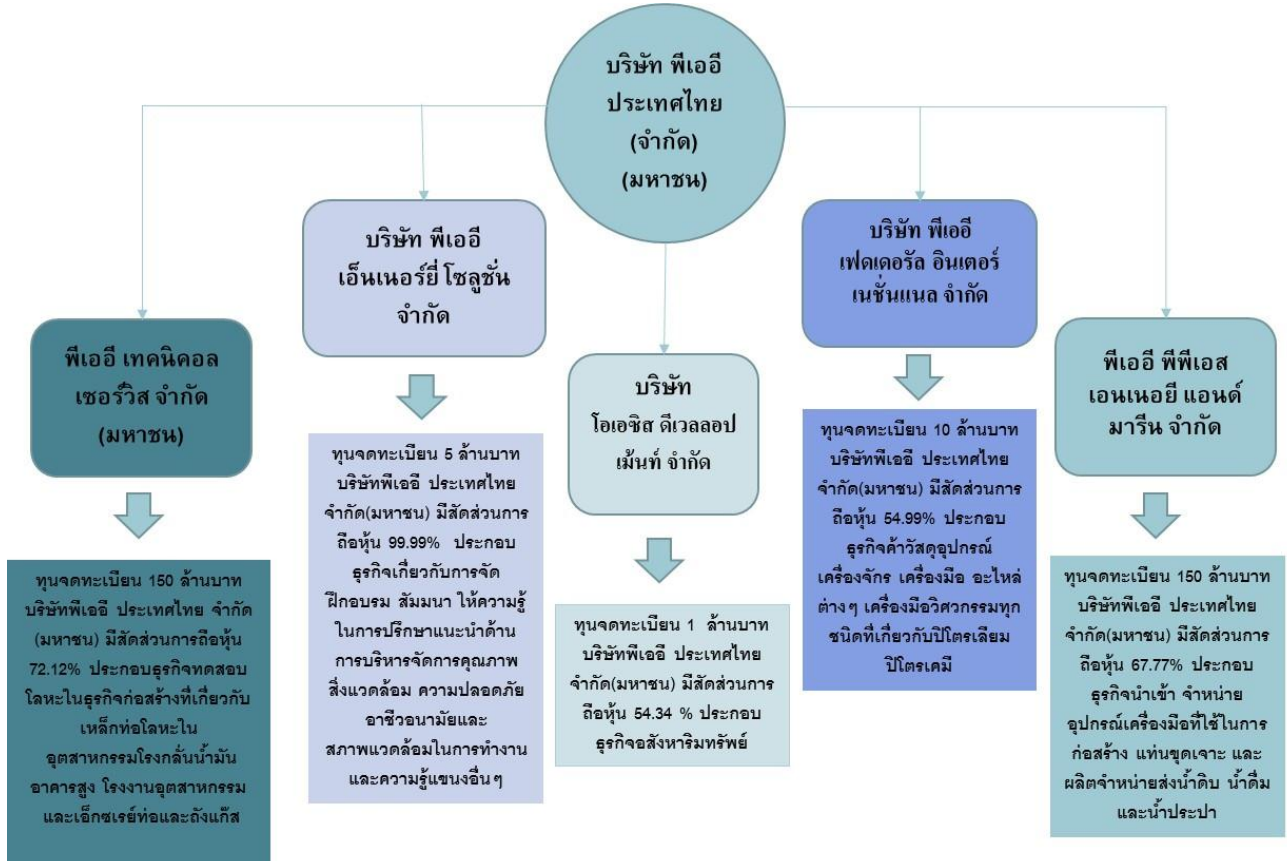 บริษัท พีเออี
ประเทศไทย
(จำกัด)
(มหาชน)
พีเออี เทคนิคอล
เซอร์วิส จำกัด
(มหาชน)
ทุนจดทะเบียน 150 ล้านบาท
บริษัทพีเออี ประเทศไทย จำกัด
(มหาชน) มีสัดส่วนการถือหุ้น
72.12% ประกอบธุรกิจทดสอบ
โลหะในธุรกิจก่อสร้างที่เกี่ยวกับ
เหล็กท่อโลหะใน
อุตสาหกรรมโรงกลั่นน้ำมัน
อาคารสูง โรงงานอุตสาหกรรม
และเอ็กซเรย์ท่อและถังแก๊ส
บริษัท พีเออี
เอ็นเนอร์ยี่ โซลูชั่น
จำกัด
ทุนจดทะเบียน 5 ล้านบาท
บริษัทพีเออี ประเทศไทย
จำกัด(มหาชน) มีสัดส่วนการ
ถือหุ้น 99.99% ประกอบ
ธุรกิจเกี่ยวกับการจัด
ฝึกอบรม สัมมนา ให้ความรู้
ในการปรึกษาแนะนำด้าน
การบริหารจัดการคุณภาพ
สิ่งแวดล้อม ความปลอดภัย
อาชีวอนามัยและ
สภาพแวดล้อมในการทำงาน
และความรู้แขนงอื่นๆ
บริษัท
โอเอซิส ดีเวลลอป
เม้นท์ จำกัด
ทุนจดทะเบียน 1 ล้านบาท
บริษัทพีเออี ประเทศไทย
จำกัด(มหาชน) มีสัดส่วนการ
ถือหุ้น 54.34 % ประกอบ
ธุรกิจอสังหาริมทรัพย์
บริษัท พีเออี
เฟดเดอรัล อินเตอร์
เนชั่นแนล จำกัด
ทุนจดทะเบียน 10 ล้านบาท
บริษัทพีเออี ประเทศไทย
จำกัด(มหาชน) มีสัดส่วนการ
ถือหุ้น 54.99% ประกอบ
ธุรกิจค้าวัสดุอุปกรณ์
เครื่องจักร เครื่องมือ อะไหล่
ต่างๆ เครื่องมือวิศวกรรมทุก
ชนิดที่เกี่ยวกับปิโตรเลียม
ปิโตรเคมี
พีเออี พีพีเอส
เอนเนอยี แอนด์
มารีน จำกัด
ทุนจดทะเบียน 150 ล้านบาท
บริษัทพีเออี ประเทศไทย
จำกัด(มหาชน) มีสัดส่วนการ
ถือหุ้น 67.77% ประกอบ
ธุรกิจนำเข้า จำหน่าย
อุปกรณ์เครื่องมือที่ใช้ในการ
ก่อสร้าง แท่นขุดเจาะ และ
ผลิตจำหน่ายส่งน้ำดิบ น้ำดื่ม
และน้ำประปา